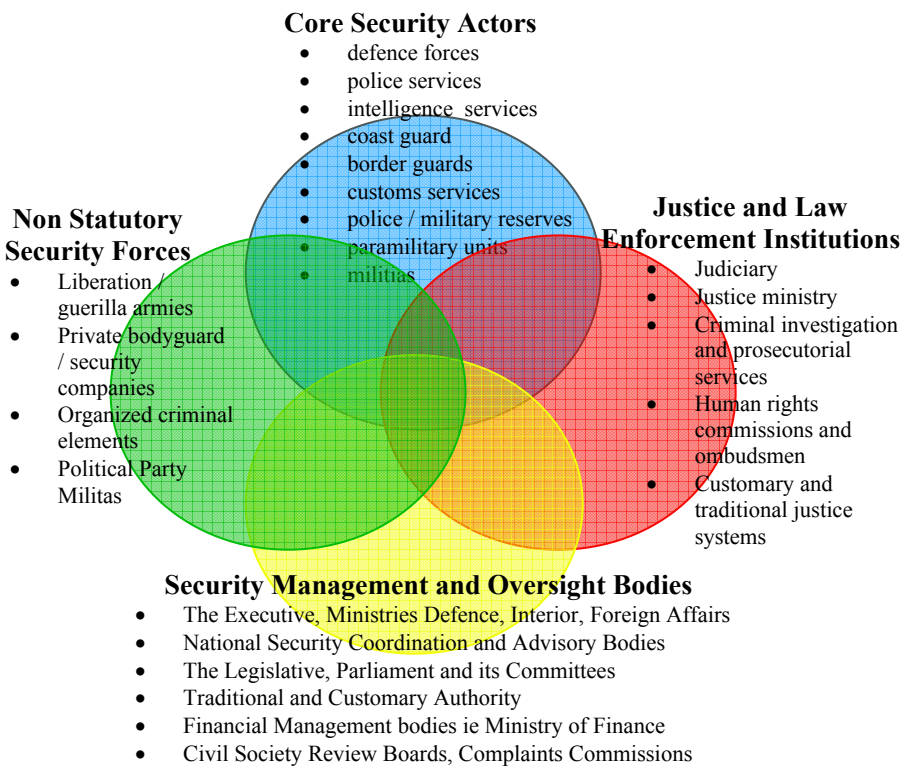 Core Security Actors
• defence forces
• police services
• intelligence services
• coast guard
• border guards
• customs services
• police / military reserves
• paramilitary units
• militias
Non Statutory
Security Forces
• Liberation /
guerilla armies
• Private bodyguard
/ security
companies
• Organized criminal
elements
• Political Party
Militas
Justice and Law
Enforcement Institutions
• Judiciary
• Justice ministry
• Criminal investigation
and prosecutorial
services
• Human rights
commissions and
ombudsmen
• Customary and
traditional justice
systems
Security Management and Oversight Bodies
• The Executive, Ministries Defence, Interior, Foreign Affairs
• National Security Coordination and Advisory Bodies
• The Legislative, Parliament and its Committees
• Traditional and Customary Authority
• Financial Management bodies ie Ministry of Finance
• Civil Society Review Boards, Complaints Commissions